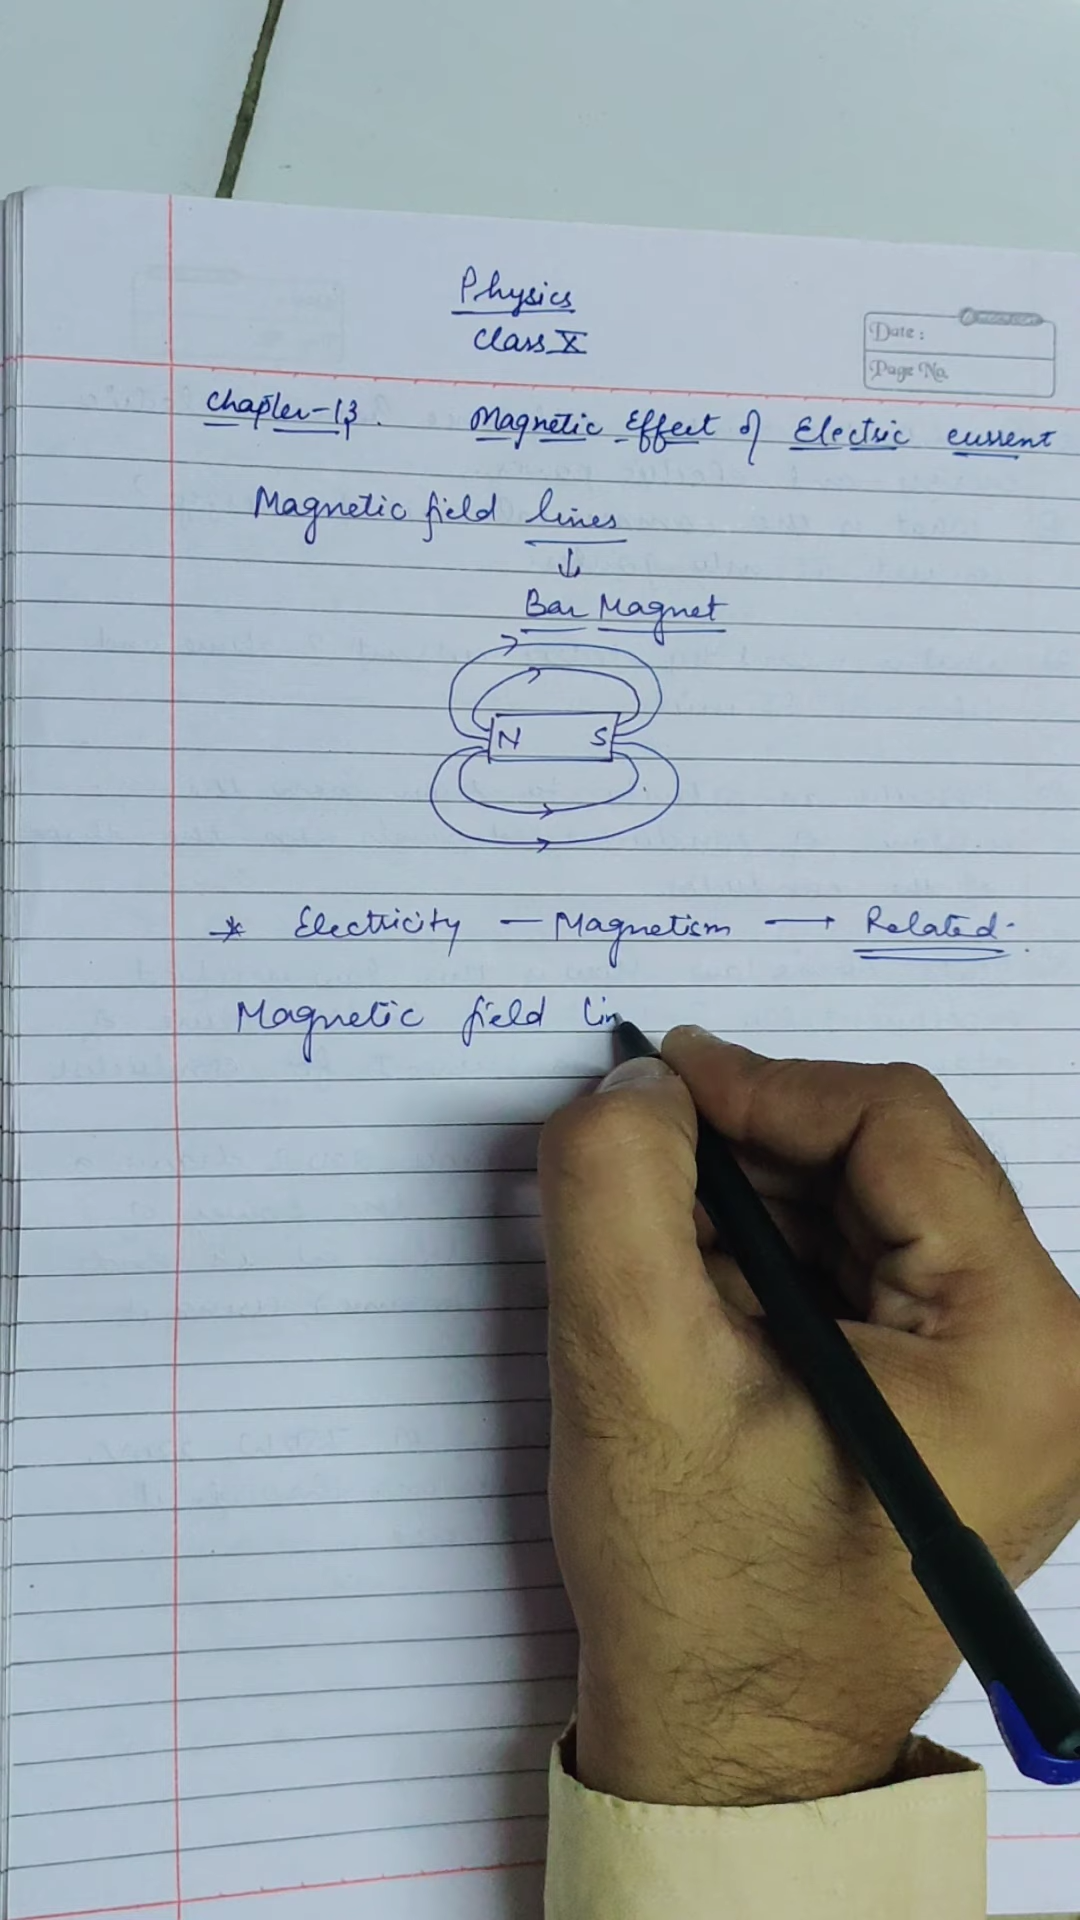 Physics
Class X
Date :
Page No.
Chapter-13. Magnetic Effect of Electric current
Magnetic field lines
↓
Bar Magnet
N S
* Electricity — Magnetism → Related.
Magnetic field lin